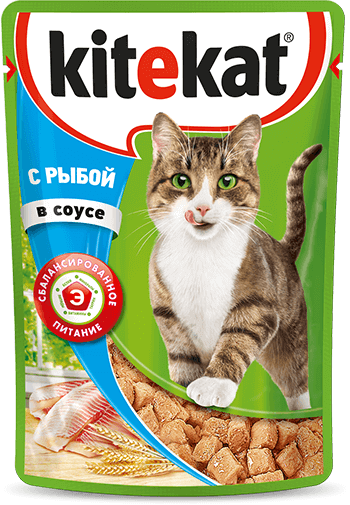 kitekat®
С РЫБОЙ
В СОУСЕ
СБАЛАНСИРОВАННОЕ
Э
ПИТАНИЕ